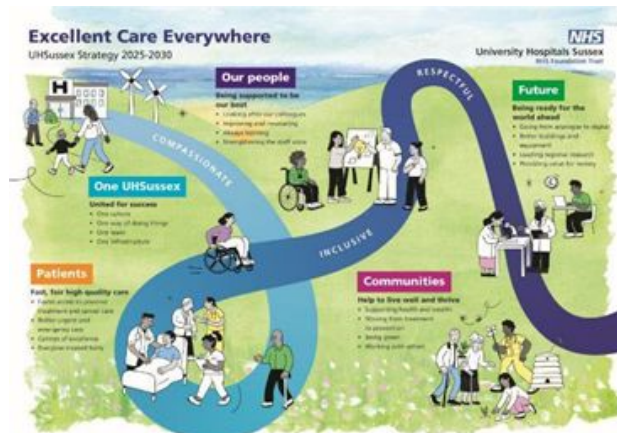 Excellent Care Everywhere
UHSussex Strategy 2025-2030
NHS
University Hospitals Sussex
NHS Foundation Trust
H
Our people
Being supported to be
our best
• Looking after our colleagues
• Improving and innovating
• Always learning
• Strengthening the staff voice
RESPECTFUL
Future
Being ready for the
world ahead
• Going from analogue to digital
• Better buildings and
equipment
• Leading regional research
• Providing value for money
COMPASSIONATE
One UHSussex
United for success
• One culture
• One way of doing things
• One team
• One infrastructure
INCLUSIVE
Patients
Fast, fair high quality care
• Faster access to planned
treatment and cancer care
• Better urgent and
emergency care
• Centres of excellence
• Everyone treated fairly
Communities
Help to live well and thrive
• Supporting health and wealth
• Moving from treatment
to prevention
• Being green
• Working with others